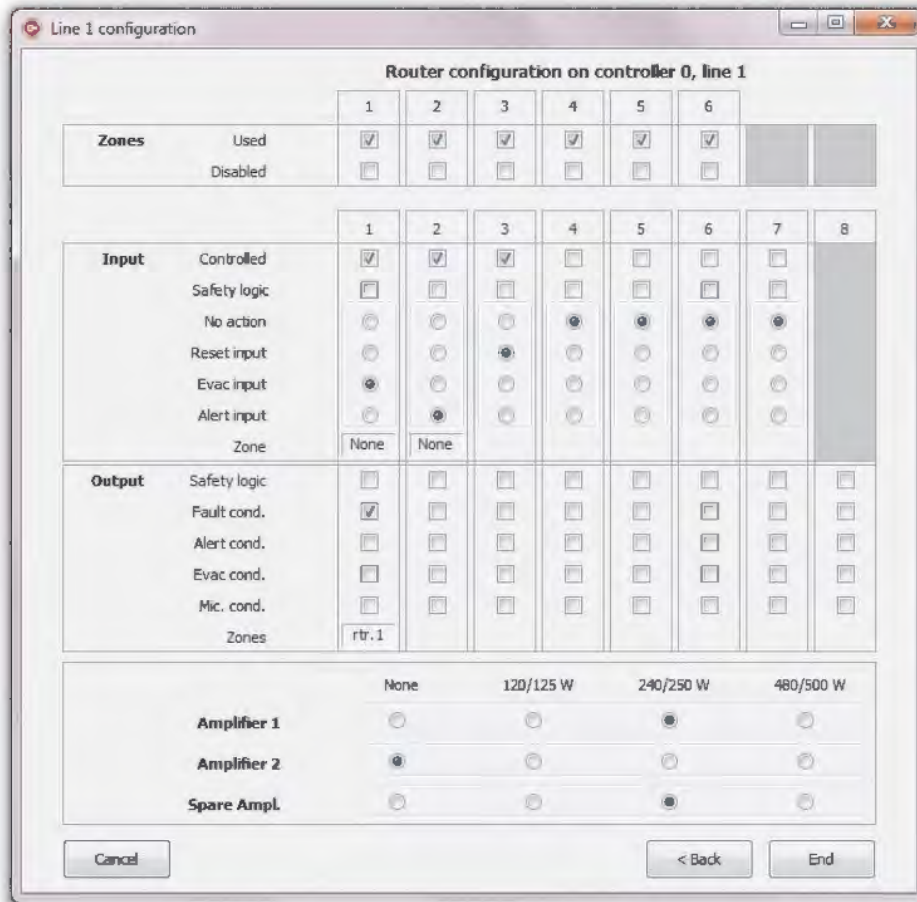 Line 1 configuration
Router configuration on controller 0, line 1
1 2 3 4 5 6
Zones Used
Disabled
1 2 3 4 5 6 7 8
Input Controlled
Safety logic
No action
Reset input
Evac input
Alert input
Zone None None
Output Safety logic
Fault cond.
Alert cond.
Evac cond.
Mic. cond.
Zones rtr.1
None 120/125 W 240/250 W 480/500 W
Amplifier 1
Amplifier 2
Spare Ampl.
Cancel < Back End